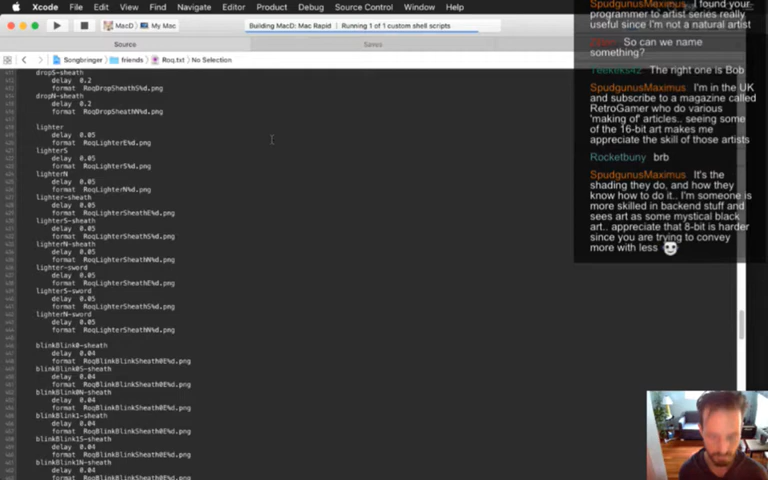 Xcode File Edit View Find Navigate Editor Product Debug Source Control Window Help
MacD My Mac
Building MacD: Mac Rapid | Running 1 of 1 custom shell scripts
Source
Saves
Songbringer friends Roq.txt No Selection
dropS-sheath
delay 0.2
format RoqDropSheathS%d.png
dropN-sheath
delay 0.2
format RoqDropSheathNW%d.png
lighter
delay 0.05
format RoqLighterE%d.png
lighterS
delay 0.05
format RoqLighterS%d.png
lighterN
delay 0.05
format RoqLighterN%d.png
lighter-sheath
delay 0.05
format RoqLighterSheathE%d.png
lighterS-sheath
delay 0.05
format RoqLighterSheathS%d.png
lighterN-sheath
delay 0.05
format RoqLighterSheathNW%d.png
lighter-sword
delay 0.05
format RoqLighterSheathE%d.png
lighterS-sword
delay 0.05
format RoqLighterSheathS%d.png
lighterN-sword
delay 0.05
format RoqLighterSheathNW%d.png
blinkBlink0-sheath
delay 0.04
format RoqBlinkBlinkSheath0E%d.png
blinkBlink0S-sheath
delay 0.04
format RoqBlinkBlinkSheath0E%d.png
blinkBlink0N-sheath
delay 0.04
format RoqBlinkBlinkSheath0E%d.png
blinkBlink1-sheath
delay 0.04
format RoqBlinkBlinkSheath0E%d.png
blinkBlink1S-sheath
delay 0.04
format RoqBlinkBlinkSheath0E%d.png
blinkBlink1N-sheath
delay 0.04
format RoqBlinkBlinkSheath0E%d.png
SpudgunusMaximus I found your
programmer to artist series really
useful since I'm not a natural artist
So can we name
something?
Teekeks42 The right one is Bob
SpudgunusMaximus I'm in the UK
and subscribe to a magazine called
RetroGamer who do various
'making of' articles.. seeing some
of the 16-bit art makes me
appreciate the skill of those artists
Rocketbuny brb
SpudgunusMaximus It's the
shading they do, and how they
know how to do it.. I'm someone is
more skilled in backend stuff and
sees art as some mystical black
art.. appreciate that 8-bit is harder
since you are trying to convey
more with less